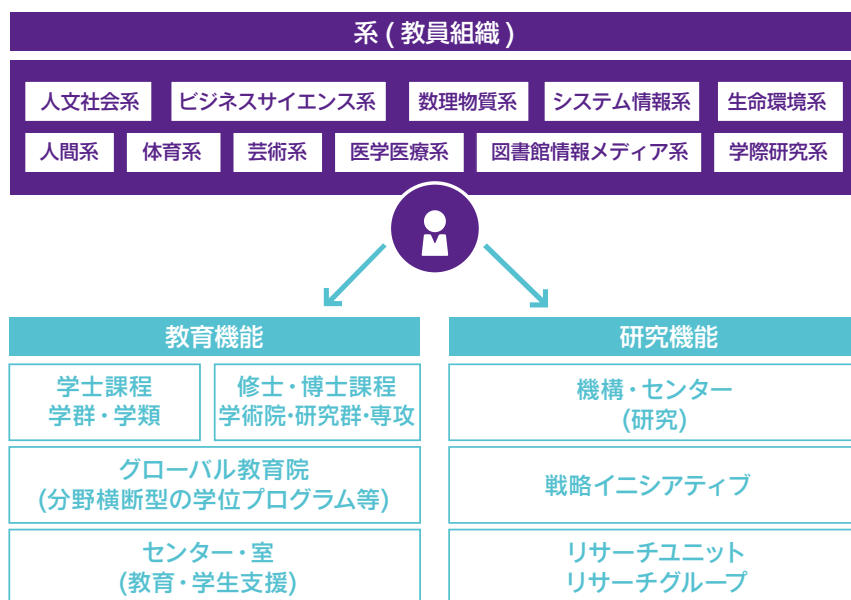 系 ( 教員組織 )
人文社会系 ビジネスサイエンス系 数理物質系 システム情報系 生命環境系
人間系 体育系 芸術系 医学医療系 図書館情報メディア系 学際研究系
教育機能
学士課程
学群・学類
修士・博士課程
学術院・研究群・専攻
グローバル教育院
(分野横断型の学位プログラム等)
センター・室
(教育・学生支援)
研究機能
機構・センター
(研究)
戦略イニシアティブ
リサーチユニット
リサーチグループ